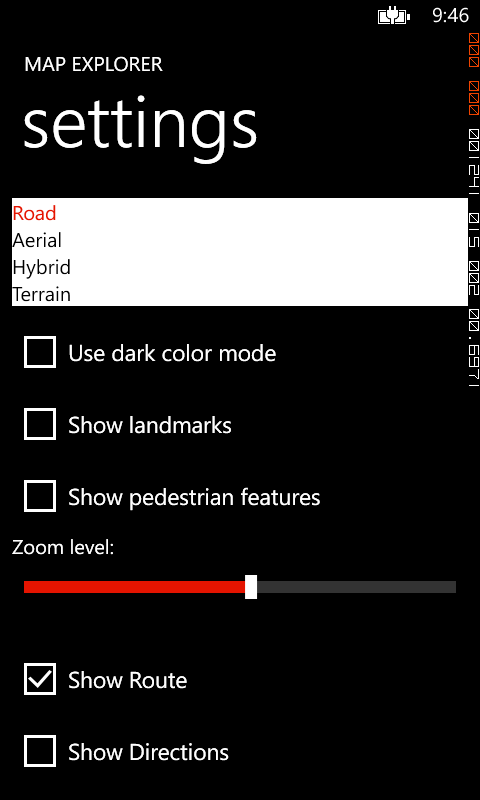 9:46
MAP EXPLORER
settings
Road
Aerial
Hybrid
Terrain
Use dark color mode
Show landmarks
Show pedestrian features
Zoom level:
Show Route
Show Directions
000 000 001241 015 002 00.6971